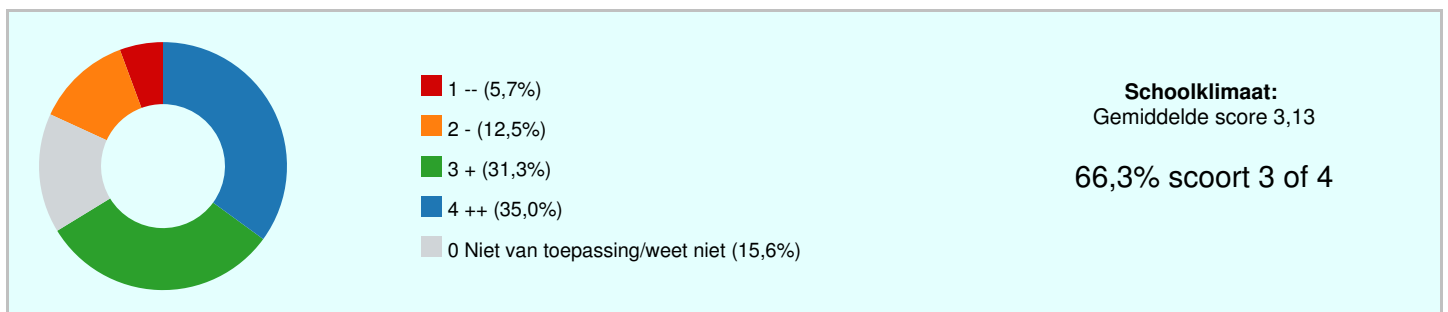 1 -- (5,7%)
2 - (12,5%)
3 + (31,3%)
4 ++ (35,0%)
0 Niet van toepassing/weet niet (15,6%)
Schoolklimaat:
Gemiddelde score 3,13
66,3% scoort 3 of 4